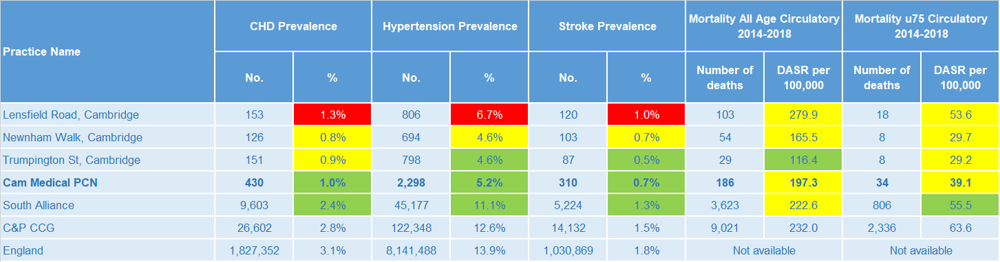 Practice Name CHD Prevalence Hypertension Prevalence Stroke Prevalence Mortality All Age Circulatory 2014-2018 Mortality u75 Circulatory 2014-2018
No. % No. % No. % Number of deaths DASR per 100,000 Number of deaths DASR per 100,000
Lensfield Road, Cambridge 153 1.3% 806 6.7% 120 1.0% 103 279.9 18 53.6
Newnham Walk, Cambridge 126 0.8% 694 4.6% 103 0.7% 54 165.5 8 29.7
Trumpington St, Cambridge 151 0.9% 798 4.6% 87 0.5% 29 116.4 8 29.2
Cam Medical PCN 430 1.0% 2,298 5.2% 310 0.7% 186 197.3 34 39.1
South Alliance 9,603 2.4% 45,177 11.1% 5,224 1.3% 3,623 222.6 806 55.5
C&P CCG 26,602 2.8% 122,348 12.6% 14,132 1.5% 9,021 232.0 2,336 63.6
England 1,827,352 3.1% 8,141,488 13.9% 1,030,869 1.8% Not available Not available